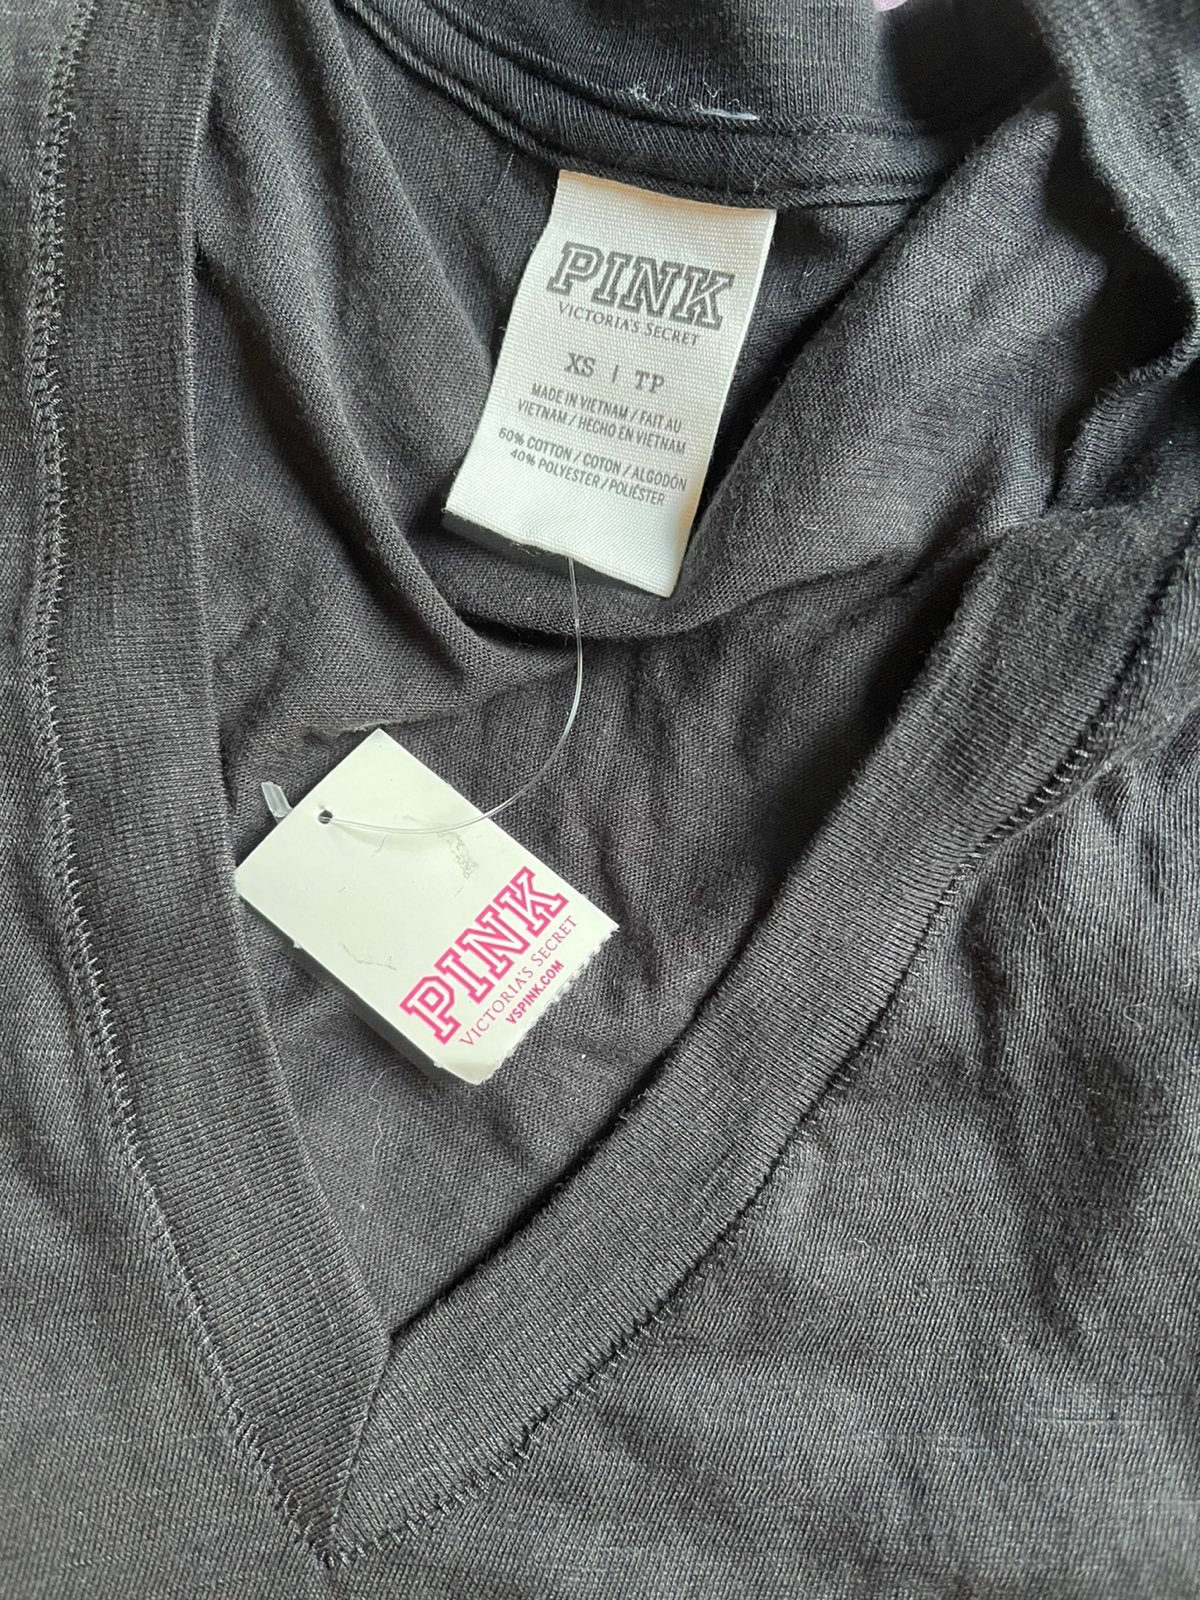 PINK
VICTORIA'S SECRET
XS | TP
MADE IN VIETNAM / FAIT AU
VIETNAM / HECHO EN VIETNAM
60% COTTON / COTON / ALGODÓN
40% POLYESTER / POLIÉSTER
PINK
VICTORIA'S SECRET
VSPINK.COM